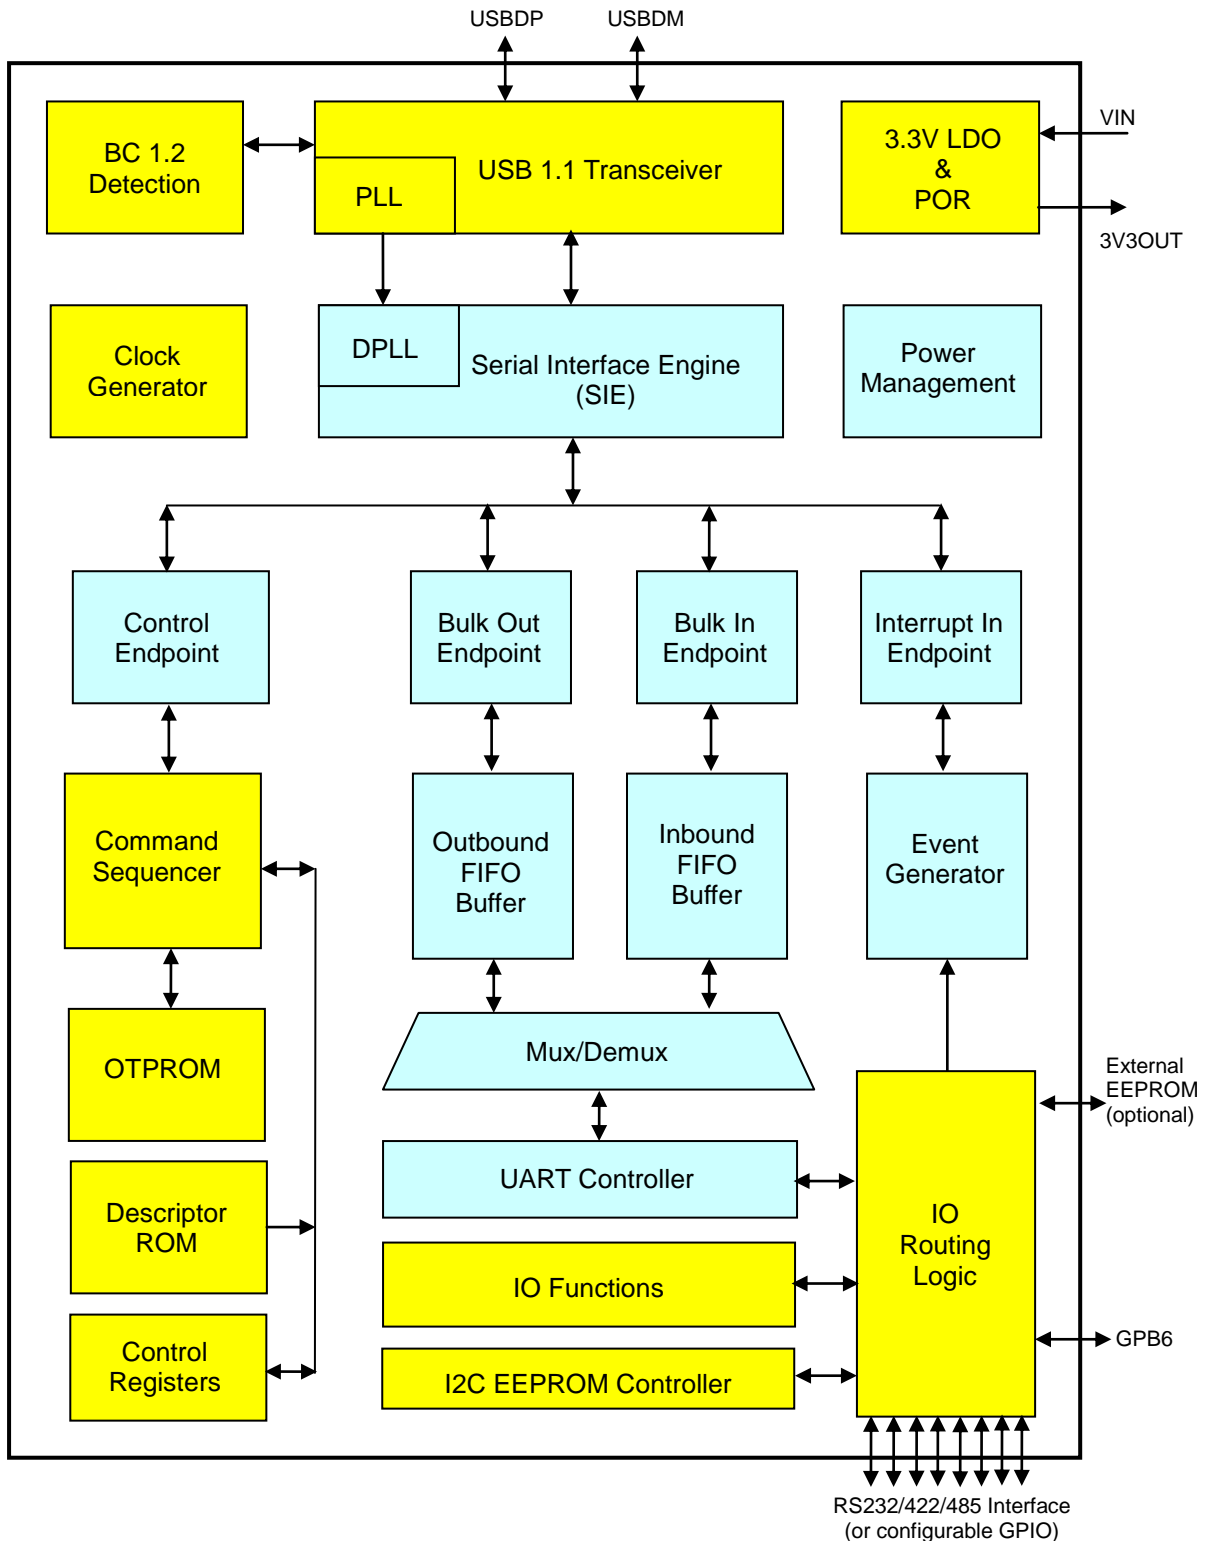 USBDP
USBDM
BC 1.2
Detection
PLL
USB 1.1 Transceiver
3.3V LDO
&
POR
VIN
3V3OUT
Clock
Generator
DPLL
Serial Interface Engine
(SIE)
Power
Management
Control
Endpoint
Bulk Out
Endpoint
Bulk In
Endpoint
Interrupt In
Endpoint
Command
Sequencer
Outbound
FIFO
Buffer
Inbound
FIFO
Buffer
Event
Generator
OTPROM
Mux/Demux
External
EEPROM
(optional)
UART Controller
Descriptor
ROM
IO
Routing
Logic
IO Functions
GPB6
Control
Registers
I2C EEPROM Controller
RS232/422/485 Interface
(or configurable GPIO)